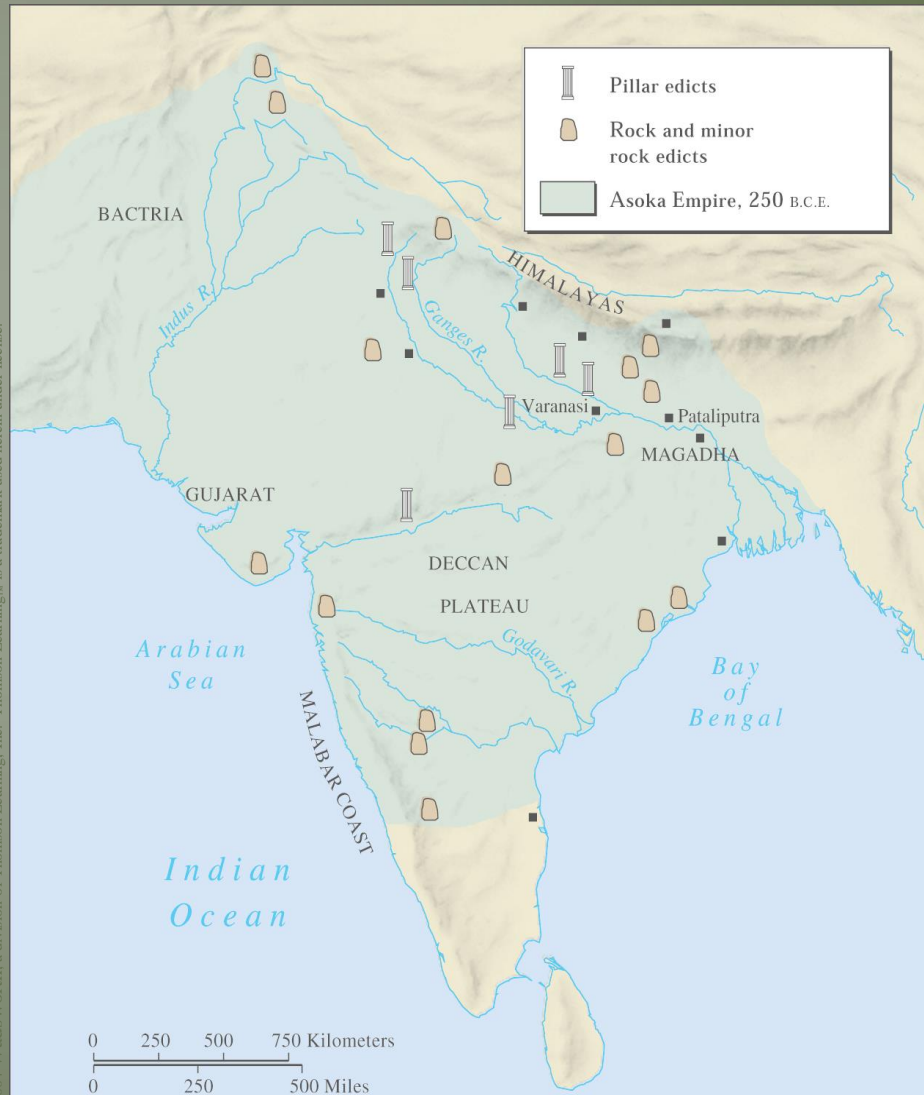 Pillar edicts
Rock and minor
rock edicts
Asoka Empire, 250 B.C.E.
BACTRIA
Indus R.
HIMALAYAS
Ganges R.
Varanasi
Pataliputra
MAGADHA
GUJARAT
DECCAN
PLATEAU
Godavari R.
Arabian
Sea
Bay
of
Bengal
MALABAR COAST
Indian
Ocean
0 250 500 750 Kilometers
0 250 500 Miles